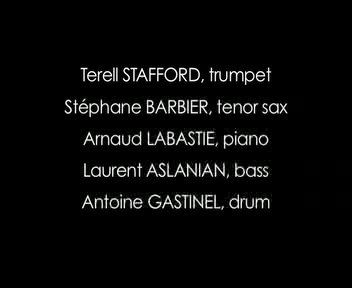 Terell STAFFORD, trumpet
Stéphane BARBIER, tenor sax
Arnaud LABASTIE, piano
Laurent ASLANIAN, bass
Antoine GASTINEL, drum